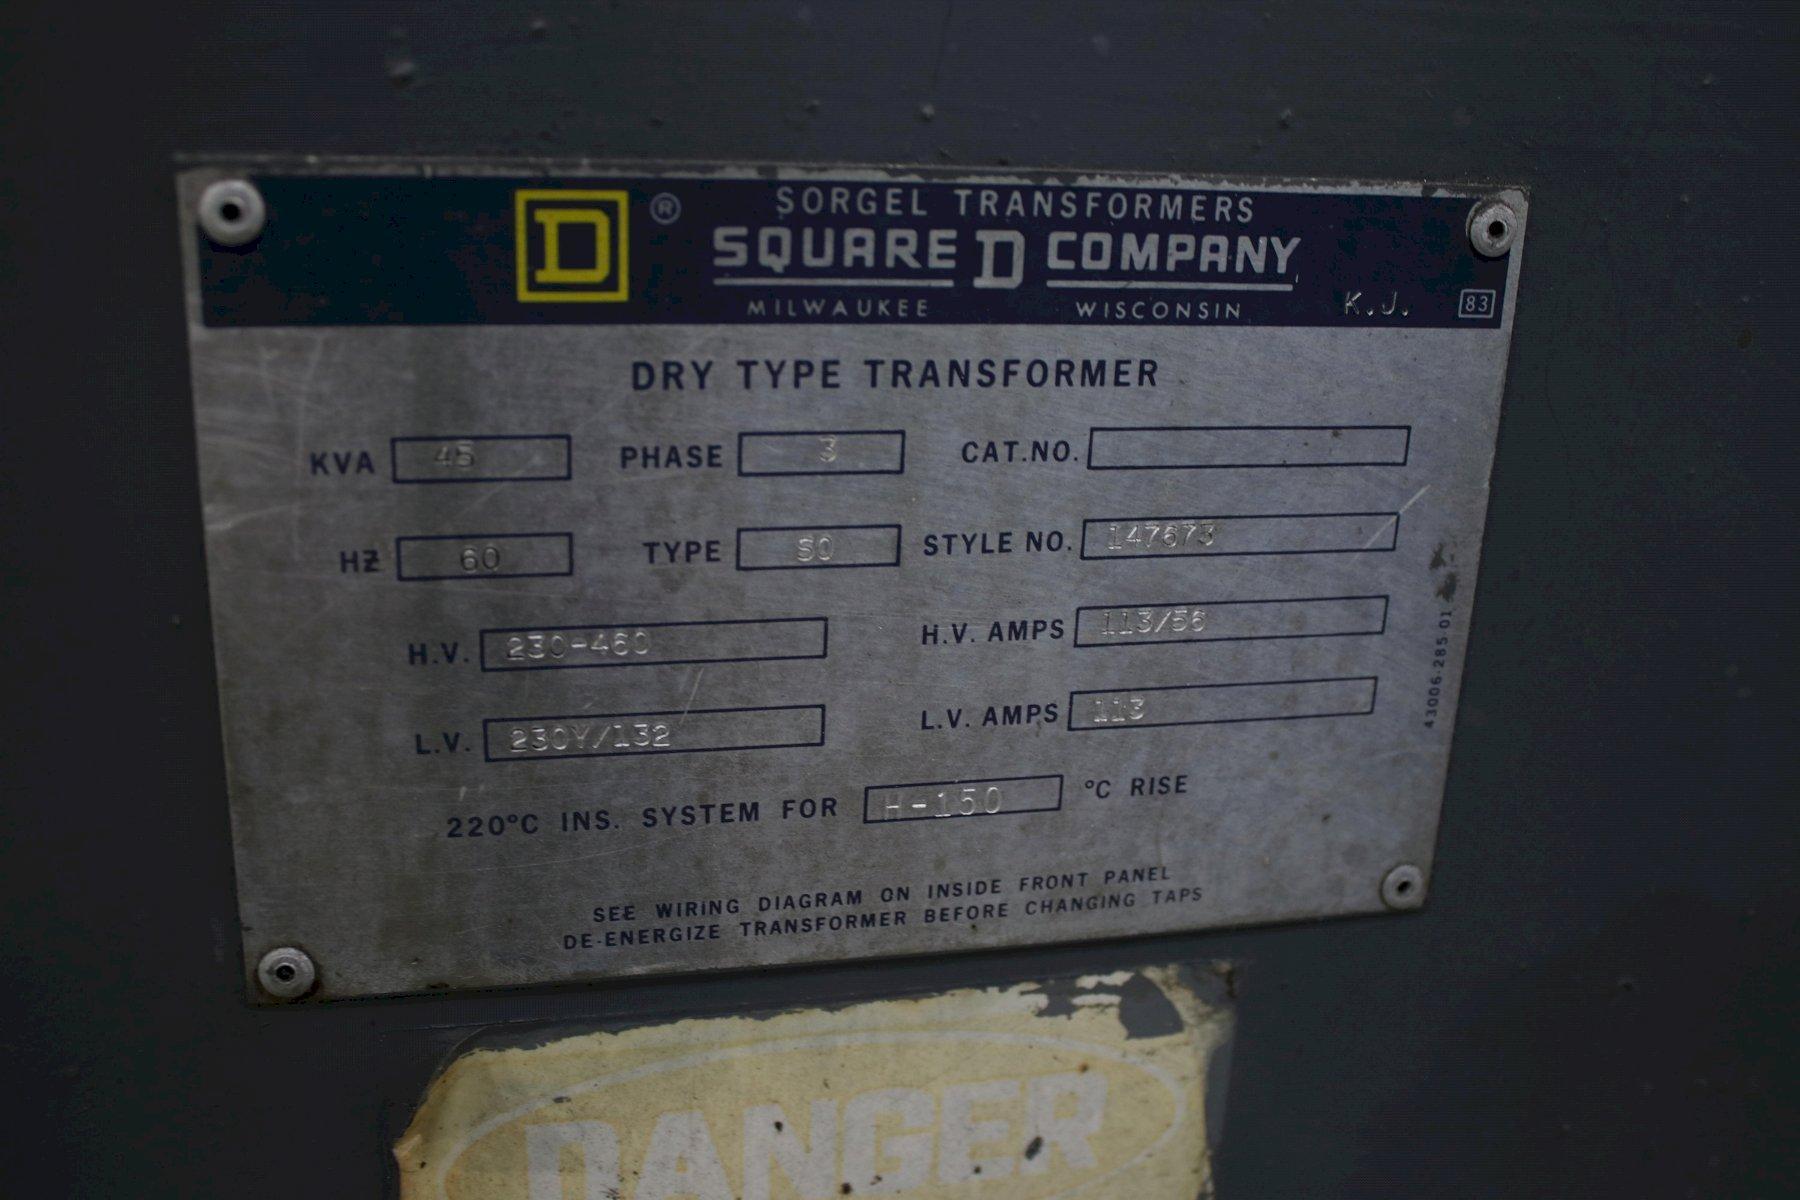 D ® SORGEL TRANSFORMERS
SQUARE D COMPANY
MILWAUKEE WISCONSIN K.J. 83
DRY TYPE TRANSFORMER
KVA 45 PHASE 3 CAT.NO.
HZ 60 TYPE SO STYLE NO. 147673
H.V. 230-460 H.V. AMPS 113/56
L.V. 230Y/132 L.V. AMPS 113
220°C INS. SYSTEM FOR H-150 °C RISE
SEE WIRING DIAGRAM ON INSIDE FRONT PANEL
DE-ENERGIZE TRANSFORMER BEFORE CHANGING TAPS
43006.285.01
DANGER